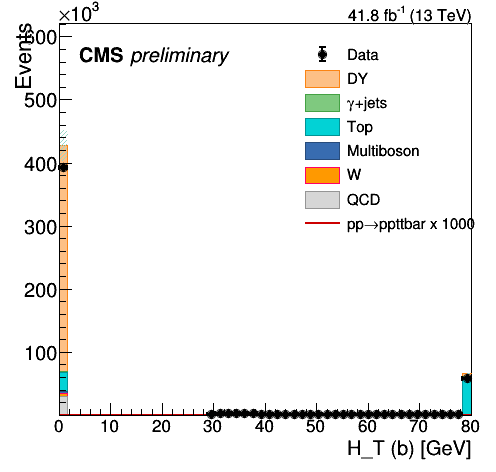 ×10³
41.8 fb⁻¹ (13 TeV)
Events
CMS preliminary
Data
DY
γ+jets
Top
Multiboson
W
QCD
pp→ppttbar x 1000
600
500
400
300
200
100
0 10 20 30 40 50 60 70 80
H_T (b) [GeV]